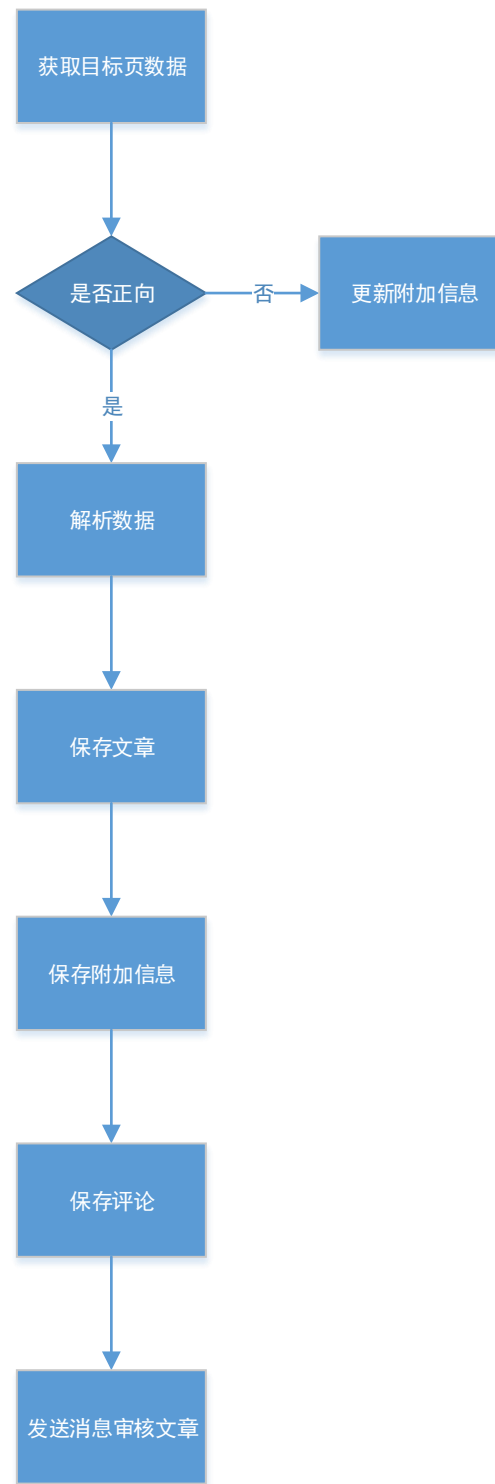 获取目标页数据
是否正向
否
更新附加信息
是
解析数据
保存文章
保存附加信息
保存评论
发送消息审核文章